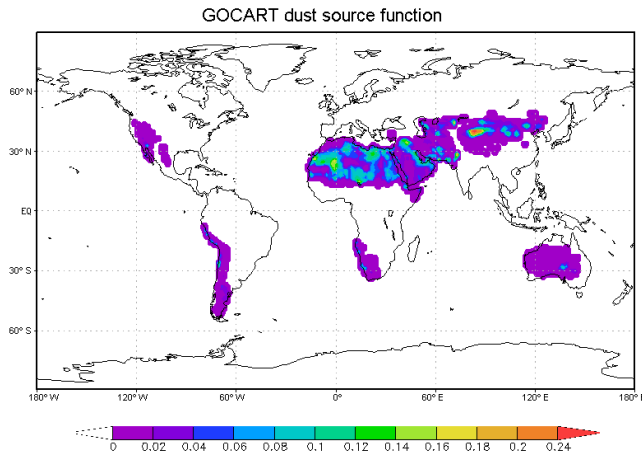 GOCART dust source function
60° N
30°N
EQ
30° S
60° S
180° W
120°W
60°W
0°
60°E
120°E
180° E
0
0.02
0.04
0.06
0.08
0.1
0.12
0.14
0.16
0.18
0.2
0.24